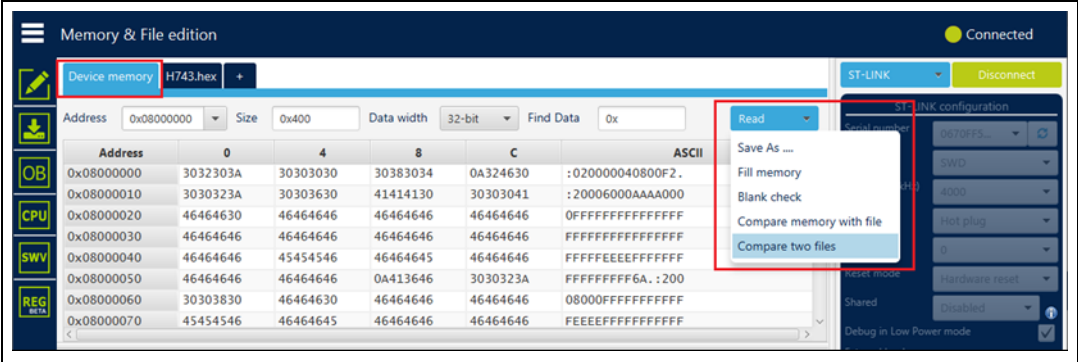 Memory & File edition
Connected
Device memory
H743.hex
+
ST-LINK
Disconnect
Address 0x08000000 Size 0x400 Data width 32-bit Find Data 0x Read
ST-LINK configuration
Serial number 0670FF5...
Address 0 4 8 C ASCII
0x08000000 3032303A 30303030 30383034 0A324630 :020000040800F2.
0x08000010 3030323A 30303630 41414130 30303041 :20006000AAAA000
0x08000020 46464630 46464646 46464646 46464646 0FFFFFFFFFFFFFFF
0x08000030 46464646 46464646 46464646 46464646 FFFFFFFFFFFFFFFF
0x08000040 46464646 45454546 46464645 46464646 FFFFFEEEEFFFFFFF
0x08000050 46464646 46464646 0A413646 3030323A FFFFFFFFF6A.:200
0x08000060 30303830 46464630 46464646 46464646 08000FFFFFFFFFFF
0x08000070 45454546 46464645 46464646 46464646 FEEEEFFFFFFFFFFF
Save As ....
Fill memory
Blank check
Compare memory with file
Compare two files
SWD
4000
Hot plug
0
Reset mode Hardware reset
Shared Disabled
Debug in Low Power mode
OB
CPU
SWV
REG
BETA